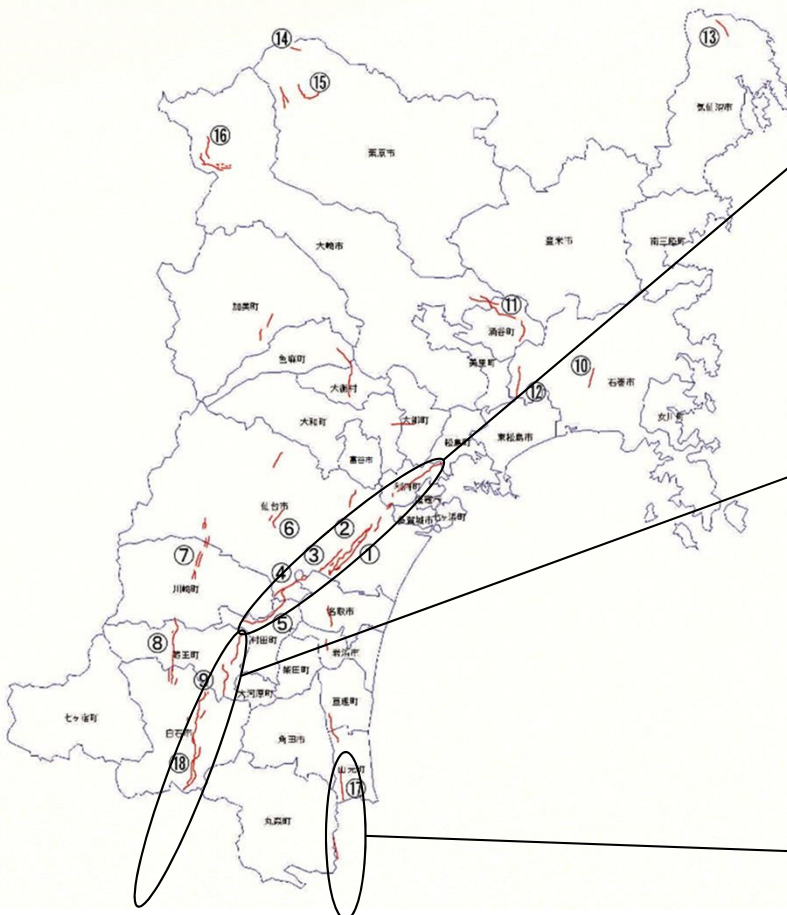 ⑭
⑬
⑮
気仙沼市
⑯
栗原市
登米市
南三陸町
大崎市
加美町
⑪
涌谷町
色麻町
美里町
⑩
石巻市
大衡村
⑫
女川町
大和町
大郷町
東松島市
松島町
富谷市
利府町
仙台市
⑥
②
多賀城市
七ヶ浜町
⑦
③
①
④
川崎町
名取市
⑤
⑧
蔵王町
村田町
岩沼市
柴田町
⑨
大河原町
亘理町
七ヶ宿町
白石市
角田市
⑱
山元町
⑰
丸森町